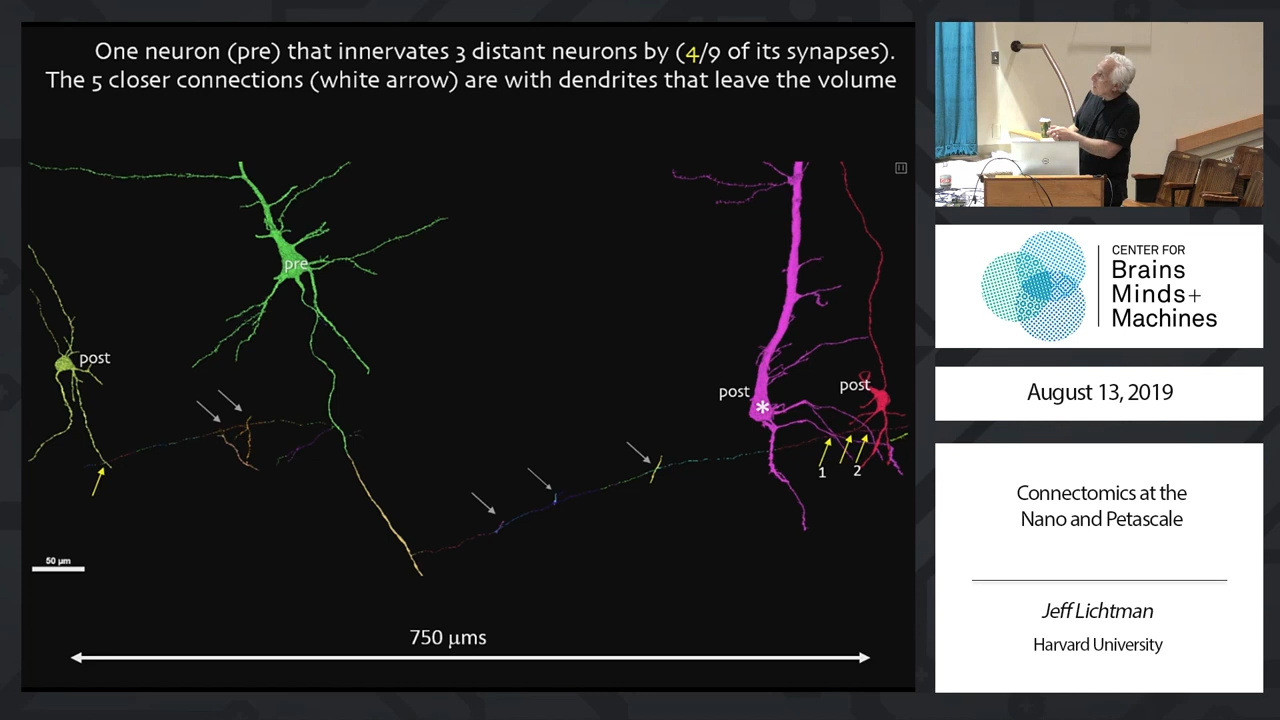 One neuron (pre) that innervates 3 distant neurons by (4/9 of its synapses).
The 5 closer connections (white arrow) are with dendrites that leave the volume
pre
post
post
post
*
1
2
50 µm
750 µms
CENTER FOR
Brains
Minds+
Machines
August 13, 2019
Connectomics at the
Nano and Petascale
Jeff Lichtman
Harvard University